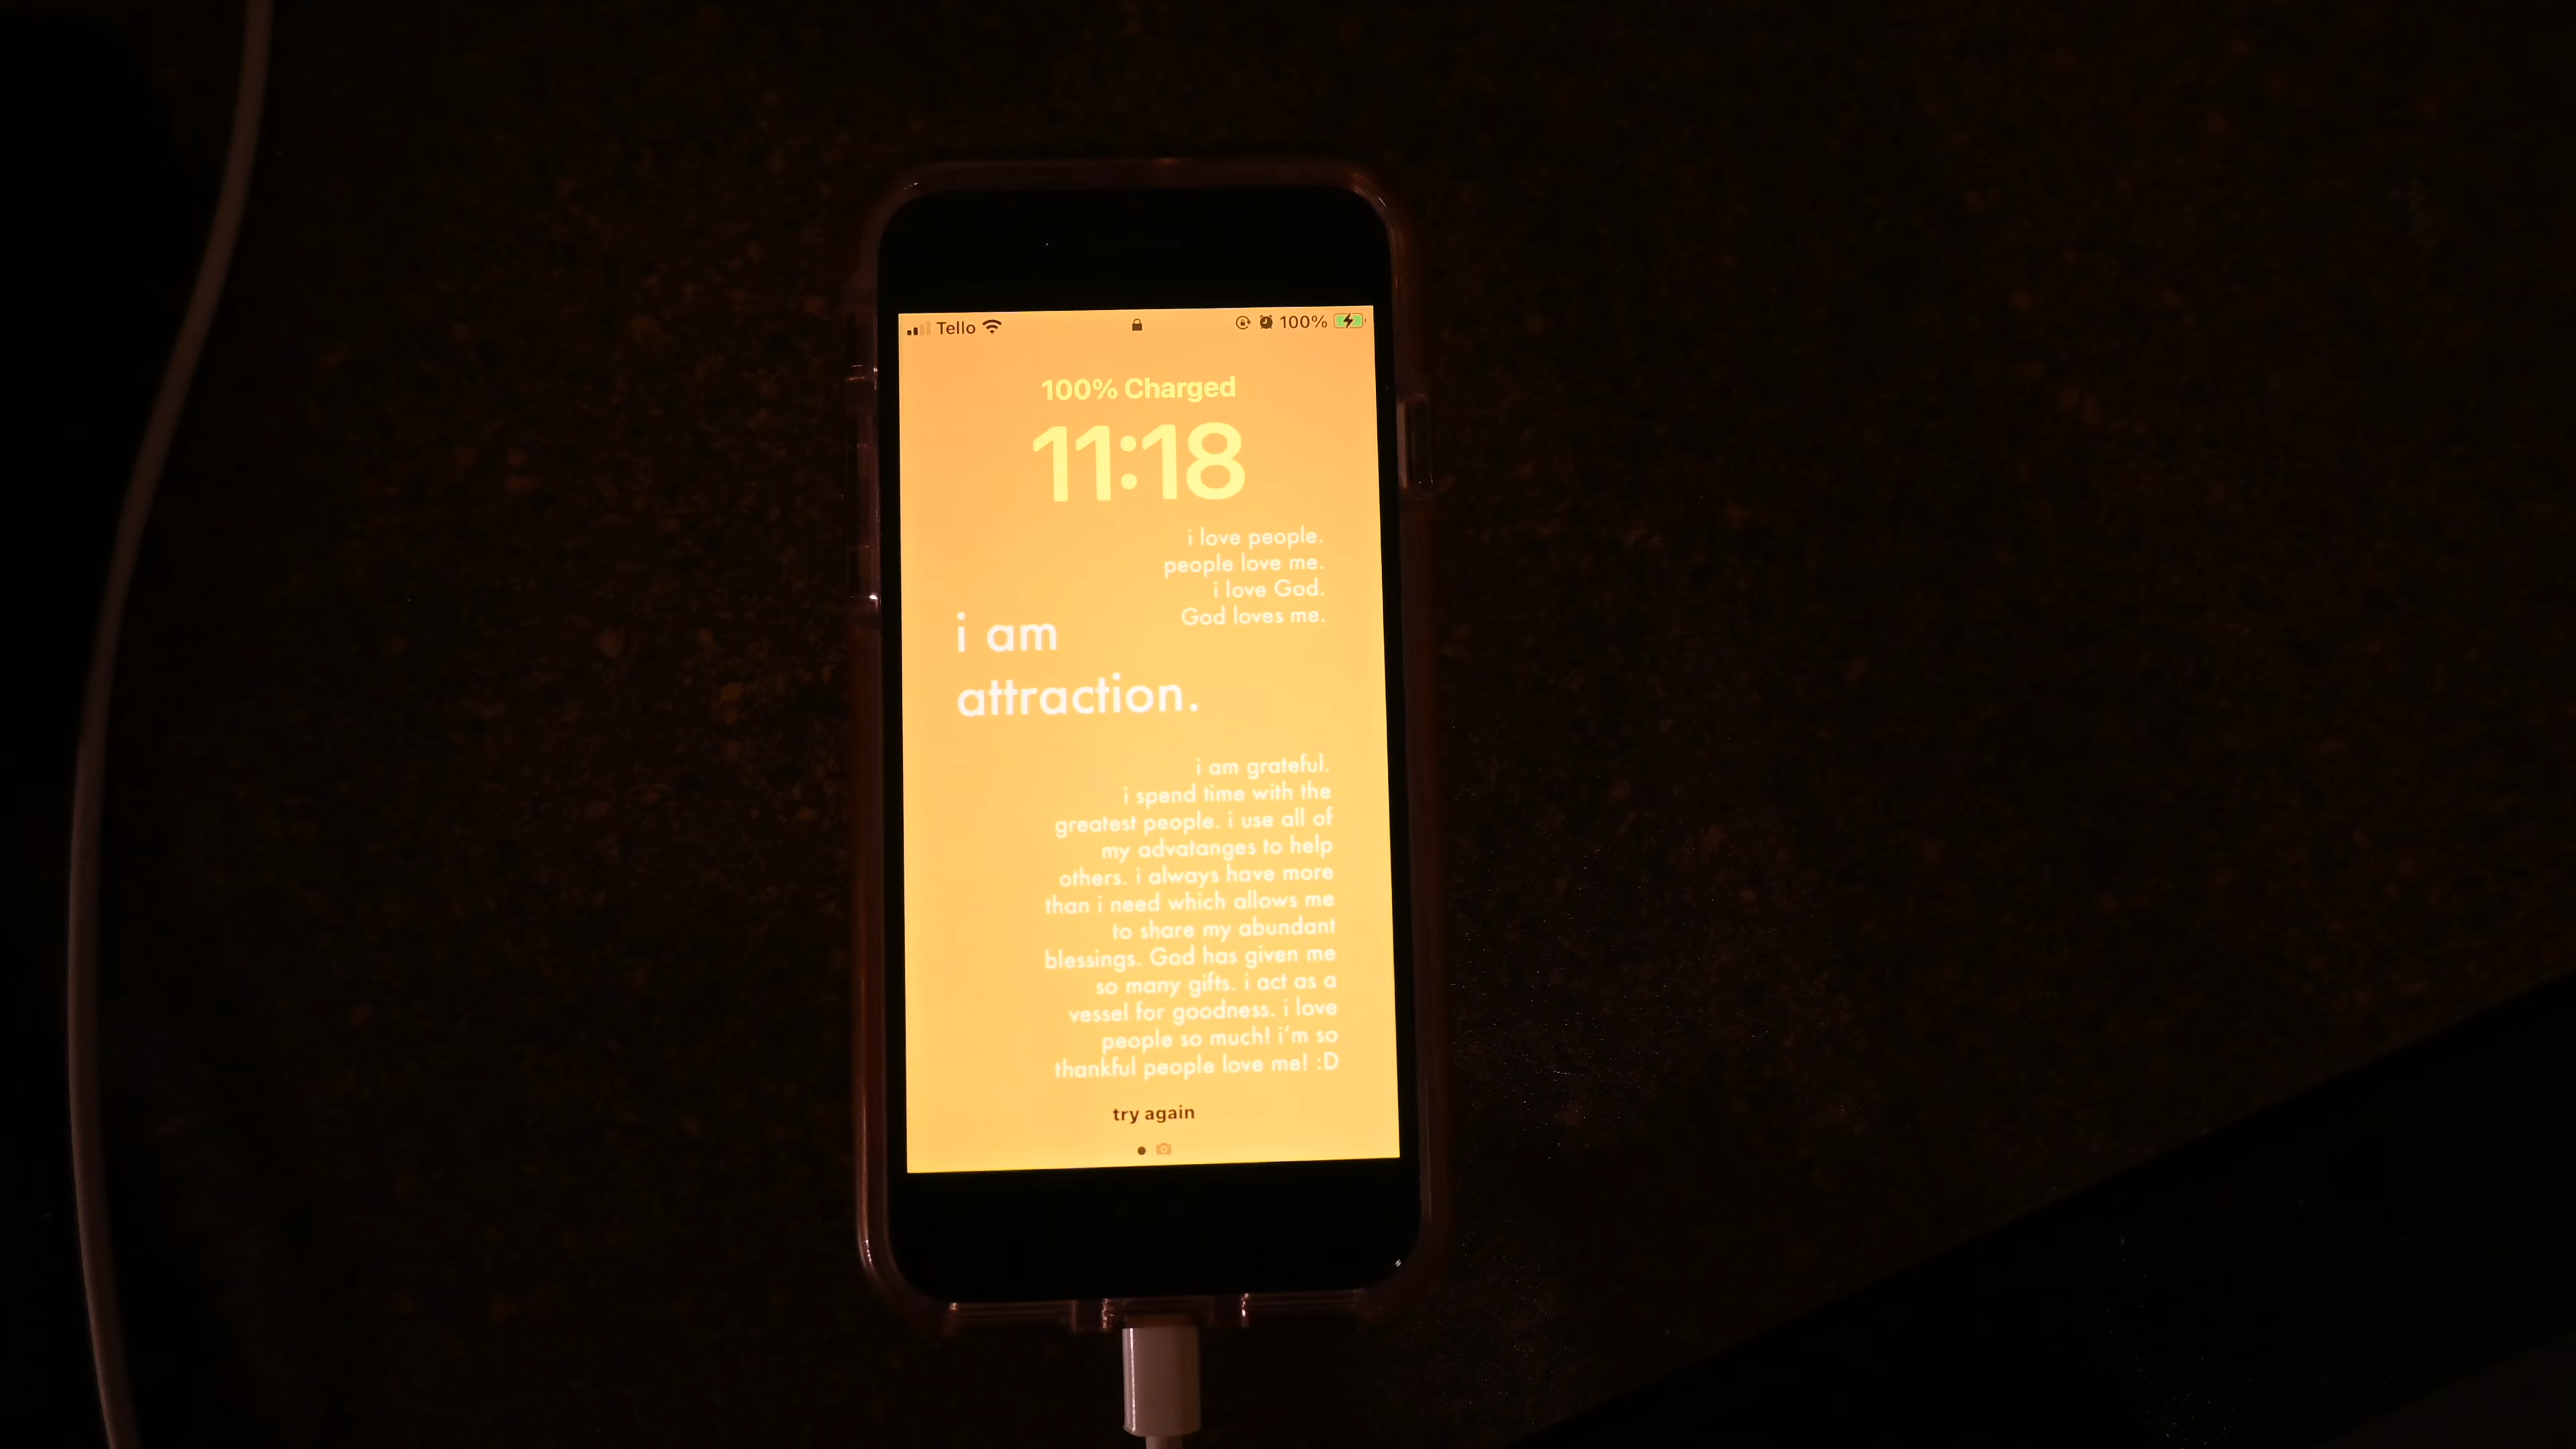 Tello
100%
100% Charged
11:18
i love people.
people love me.
i love God.
God loves me.
i am
attraction.
i am grateful.
i spend time with the
greatest people. i use all of
my advatanges to help
others. i always have more
than i need which allows me
to share my abundant
blessings. God has given me
so many gifts. i act as a
vessel for goodness. i love
people so much! i'm so
thankful people love me! :D
try again